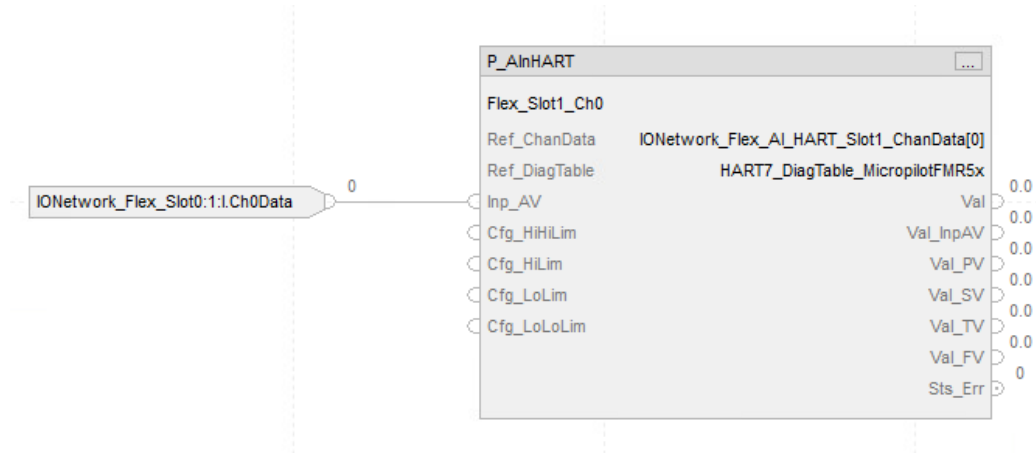 P_AInHART ...
Flex_Slot1_Ch0
Ref_ChanData IONetwork_Flex_AI_HART_Slot1_ChanData[0]
Ref_DiagTable HART7_DiagTable_MicropilotFMR5x
IONetwork_Flex_Slot0:1:I.Ch0Data 0 Inp_AV Val 0.0
Cfg_HiHiLim Val_InpAV 0.0
Cfg_HiLim Val_PV 0.0
Cfg_LoLim Val_SV 0.0
Cfg_LoLoLim Val_TV 0.0
Val_FV 0.0
Sts_Err 0